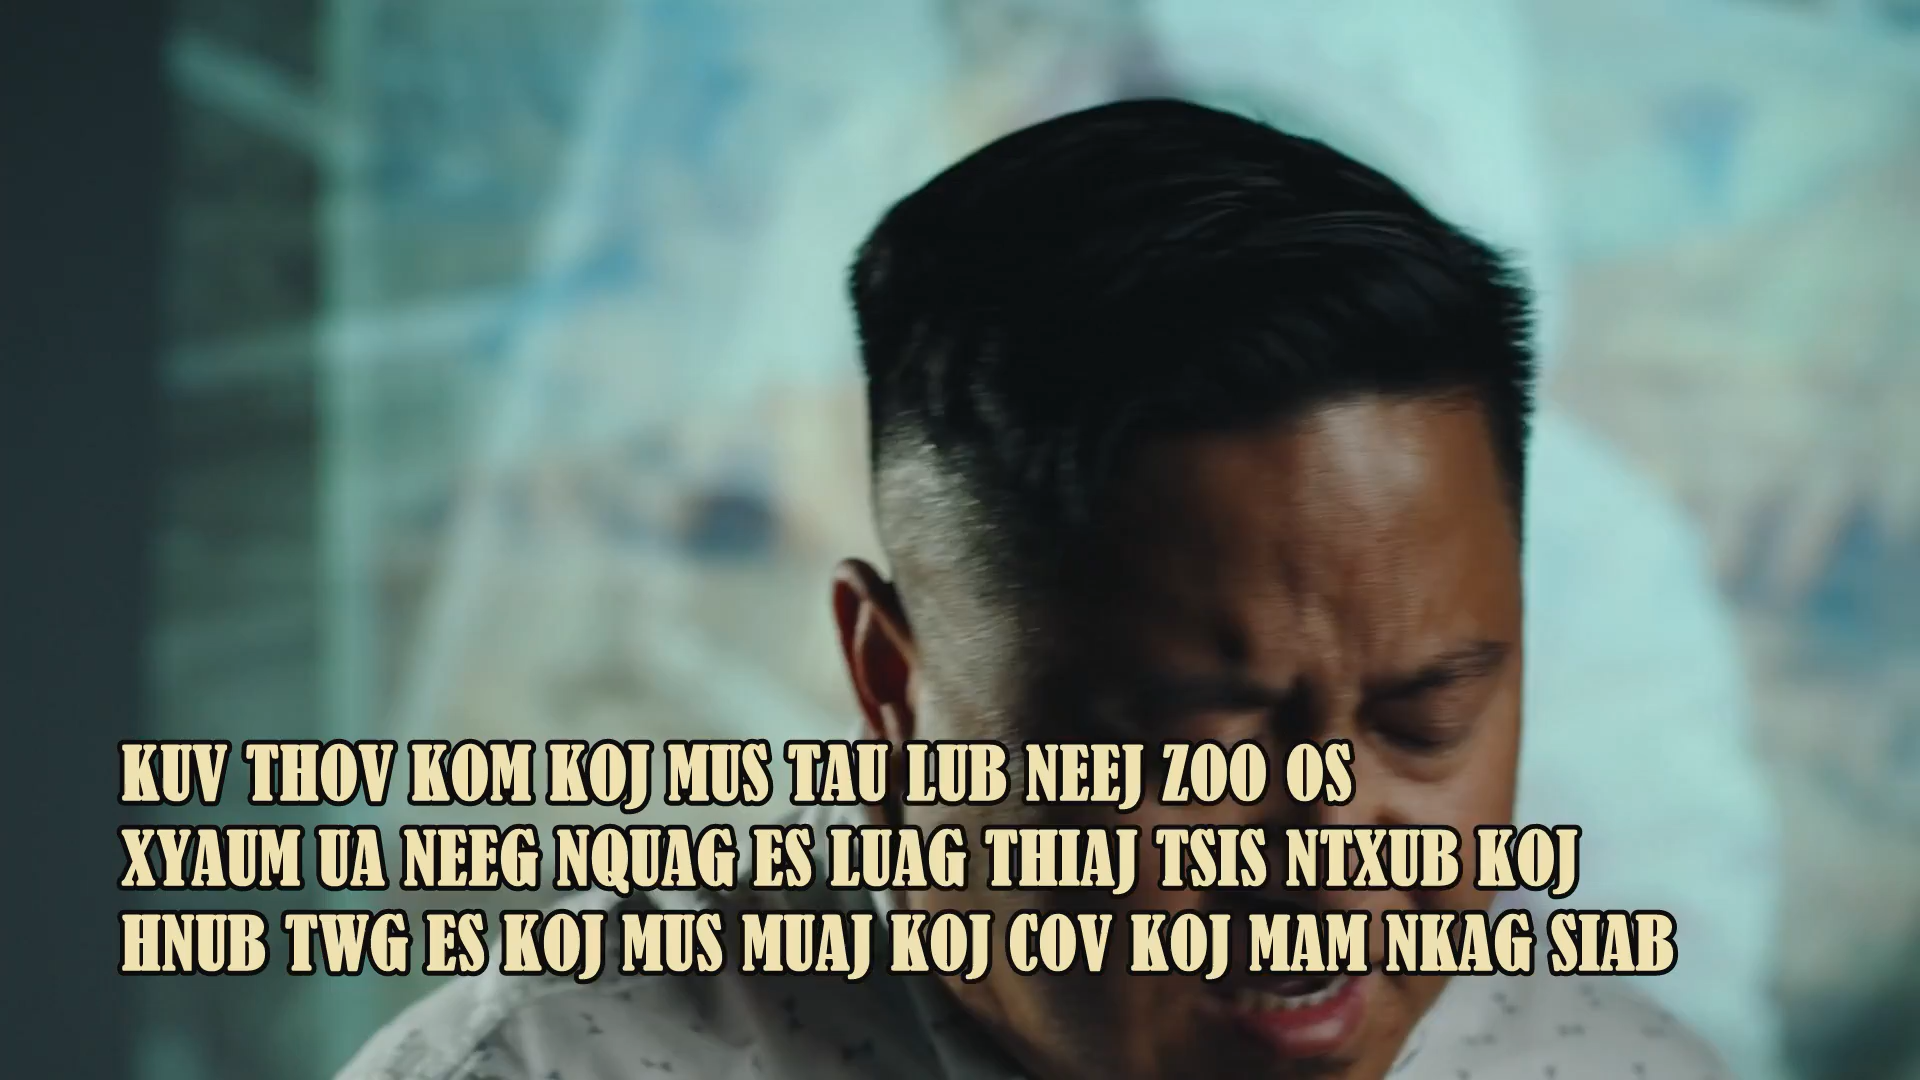 KUV THOV KOM KOJ MUS TAU LUB NEEJ ZOO OS
XYAUM UA NEEG NQUAG ES LUAG THIAJ TSIS NTXUB KOJ
HNUB TWG ES KOJ MUS MUAJ KOJ COV KOJ MAM NKAG SIAB